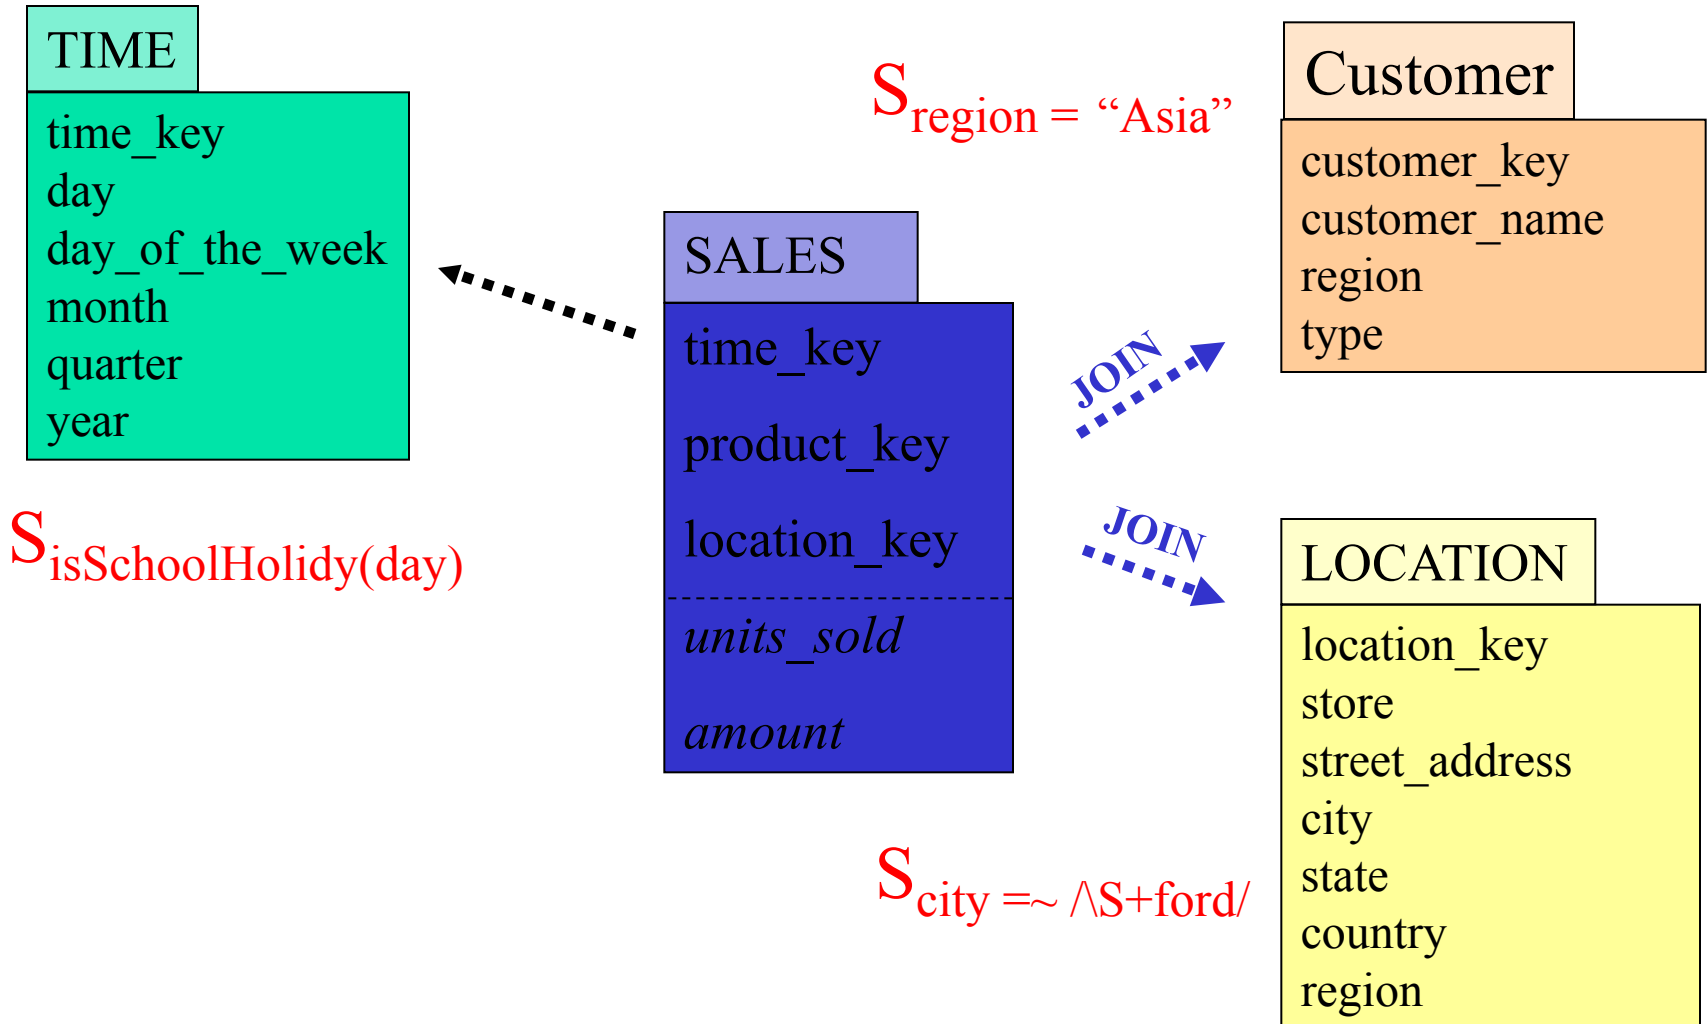 TIME
time_key
day
day_of_the_week
month
quarter
year
SisSchoolHolidy(day)
Sregion = “Asia”
SALES
time_key
product_key
location_key
units_sold
amount
JOIN
JOIN
Scity =~ /\S+ford/
Customer
customer_key
customer_name
region
type
LOCATION
location_key
store
street_address
city
state
country
region